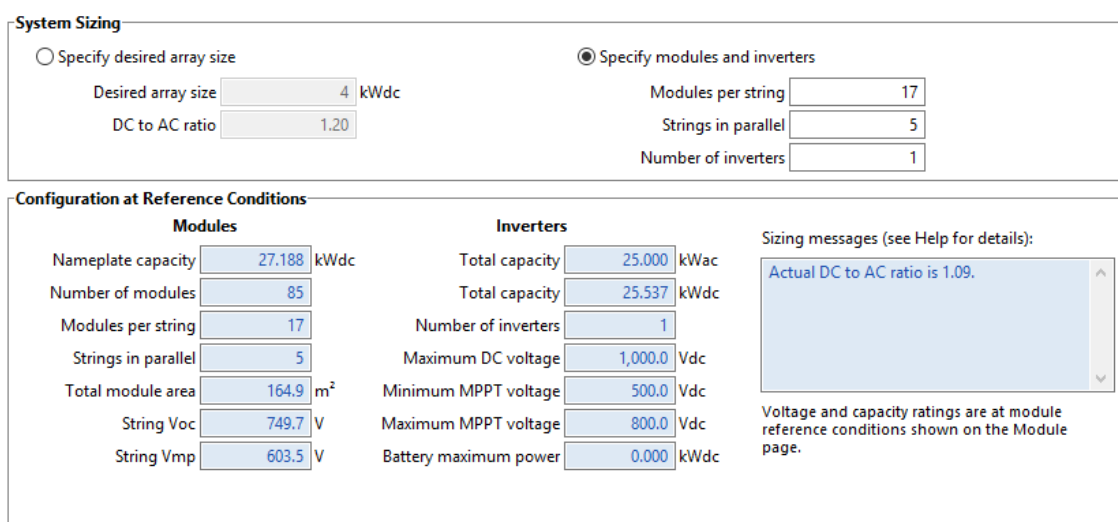 System Sizing
Specify desired array size
Specify modules and inverters
Desired array size 4 kWdc
Modules per string 17
DC to AC ratio 1.20
Strings in parallel 5
Number of inverters 1
Configuration at Reference Conditions
Modules
Nameplate capacity 27.188 kWdc
Number of modules 85
Modules per string 17
Strings in parallel 5
Total module area 164.9 m²
String Voc 749.7 V
String Vmp 603.5 V
Inverters
Total capacity 25.000 kWac
Total capacity 25.537 kWdc
Number of inverters 1
Maximum DC voltage 1,000.0 Vdc
Minimum MPPT voltage 500.0 Vdc
Maximum MPPT voltage 800.0 Vdc
Battery maximum power 0.000 kWdc
Sizing messages (see Help for details):
Actual DC to AC ratio is 1.09.
Voltage and capacity ratings are at module
reference conditions shown on the Module
page.